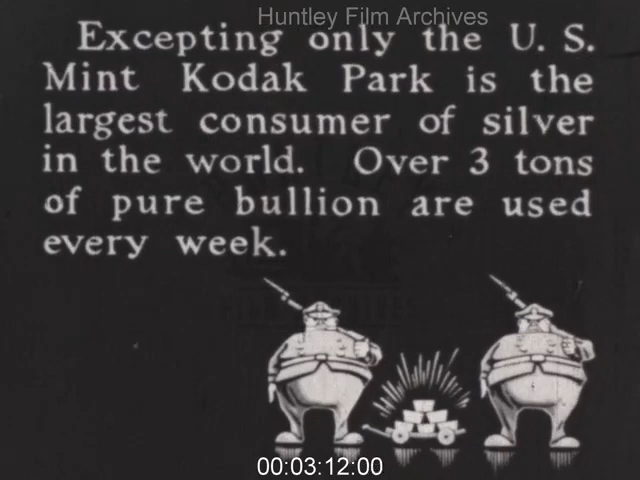 Huntley Film Archives
Excepting only the U. S.
Mint Kodak Park is the
largest consumer of silver
in the world. Over 3 tons
of pure bullion are used
every week.
00:03:12:00